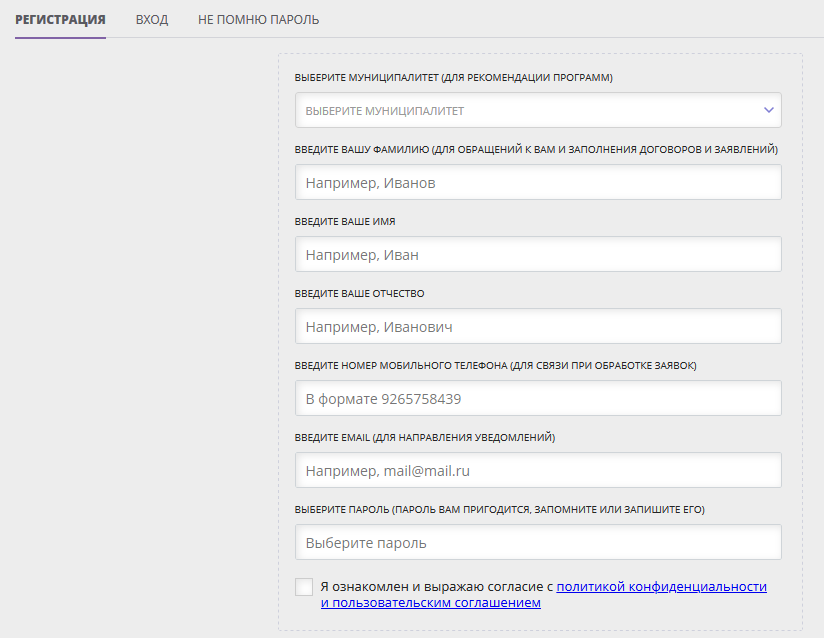 РЕГИСТРАЦИЯ ВХОД НЕ ПОМНЮ ПАРОЛЬ
ВЫБЕРИТЕ МУНИЦИПАЛИТЕТ (ДЛЯ РЕКОМЕНДАЦИИ ПРОГРАММ)
ВЫБЕРИТЕ МУНИЦИПАЛИТЕТ
ВВЕДИТЕ ВАШУ ФАМИЛИЮ (ДЛЯ ОБРАЩЕНИЙ К ВАМ И ЗАПОЛНЕНИЯ ДОГОВОРОВ И ЗАЯВЛЕНИЙ)
Например, Иванов
ВВЕДИТЕ ВАШЕ ИМЯ
Например, Иван
ВВЕДИТЕ ВАШЕ ОТЧЕСТВО
Например, Иванович
ВВЕДИТЕ НОМЕР МОБИЛЬНОГО ТЕЛЕФОНА (ДЛЯ СВЯЗИ ПРИ ОБРАБОТКЕ ЗАЯВОК)
В формате 9265758439
ВВЕДИТЕ EMAIL (ДЛЯ НАПРАВЛЕНИЯ УВЕДОМЛЕНИЙ)
Например, mail@mail.ru
ВЫБЕРИТЕ ПАРОЛЬ (ПАРОЛЬ ВАМ ПРИГОДИТСЯ, ЗАПОМНИТЕ ИЛИ ЗАПИШИТЕ ЕГО)
Выберите пароль
Я ознакомлен и выражаю согласие с политикой конфиденциальности
и пользовательским соглашением